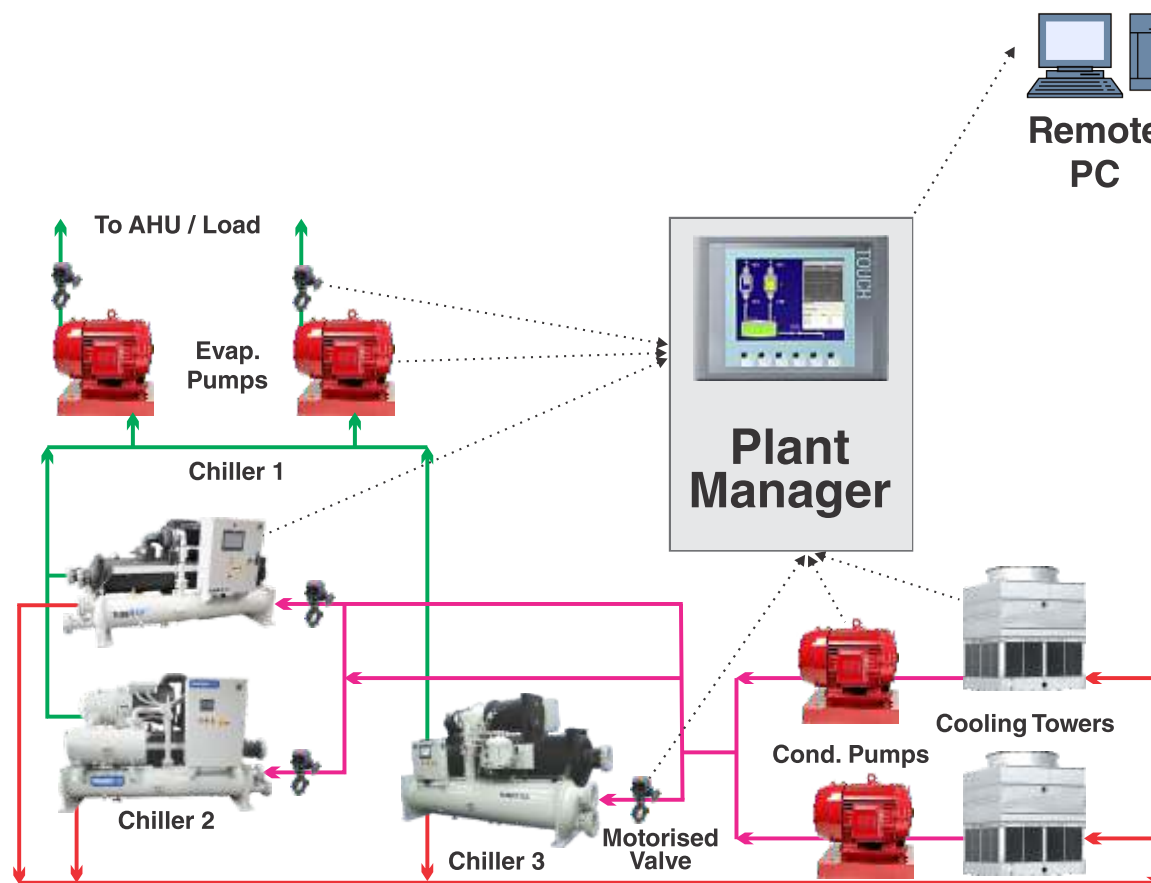 Remote
PC
To AHU / Load
TOUCH
Evap.
Pumps
Plant
Manager
Chiller 1
Cooling Towers
Cond. Pumps
Chiller 2
Motorised
Valve
Chiller 3